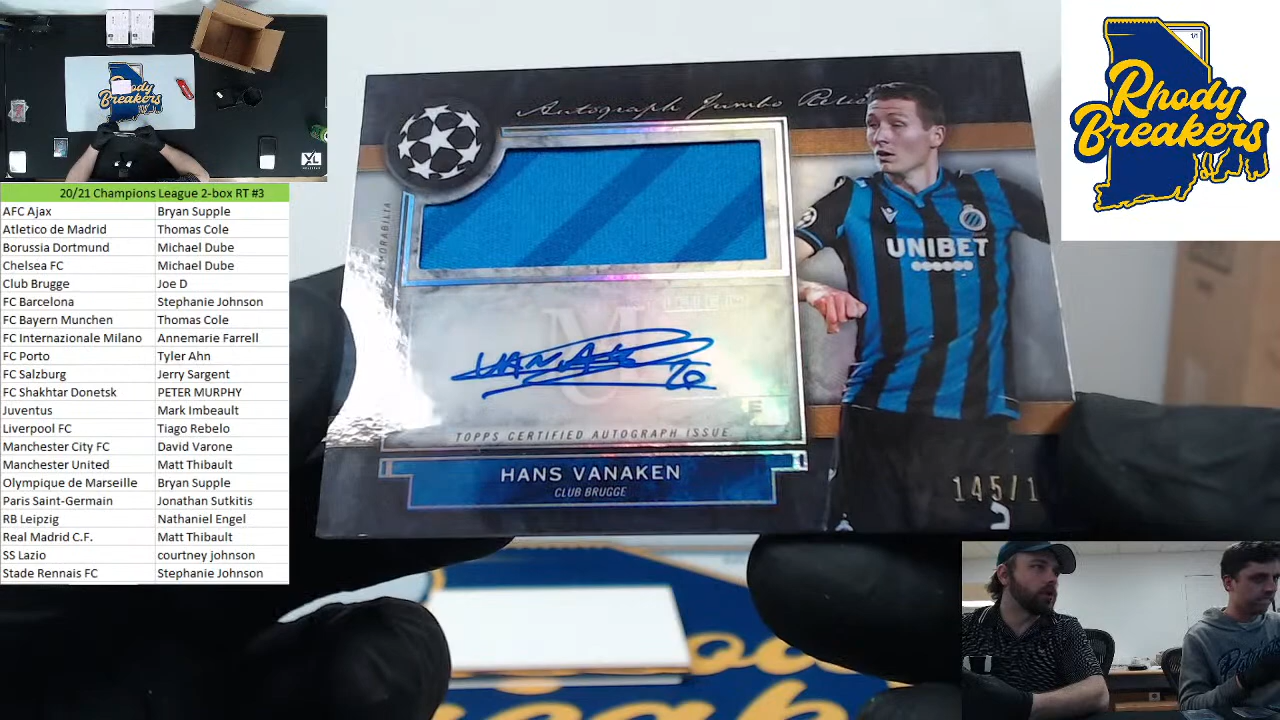 Rhody
Breakers
20/21 Champions League 2-box RT #3
AFC Ajax Bryan Supple
Atletico de Madrid Thomas Cole
Borussia Dortmund Michael Dube
Chelsea FC Michael Dube
Club Brugge Joe D
FC Barcelona Stephanie Johnson
FC Bayern Munchen Thomas Cole
FC Internazionale Milano Annemarie Farrell
FC Porto Tyler Ahn
FC Salzburg Jerry Sargent
FC Shakhtar Donetsk PETER MURPHY
Juventus Mark Imbeault
Liverpool FC Tiago Rebelo
Manchester City FC David Varone
Manchester United Matt Thibault
Olympique de Marseille Bryan Supple
Paris Saint-Germain Jonathan Sutkitis
RB Leipzig Nathaniel Engel
Real Madrid C.F. Matt Thibault
SS Lazio courtney johnson
Stade Rennais FC Stephanie Johnson
Autograph Jumbo Relic
UNIBET
TOPPS CERTIFIED AUTOGRAPH ISSUE
HANS VANAKEN
CLUB BRUGGE
145/1
Rhody
Breakers
XL
Patriots